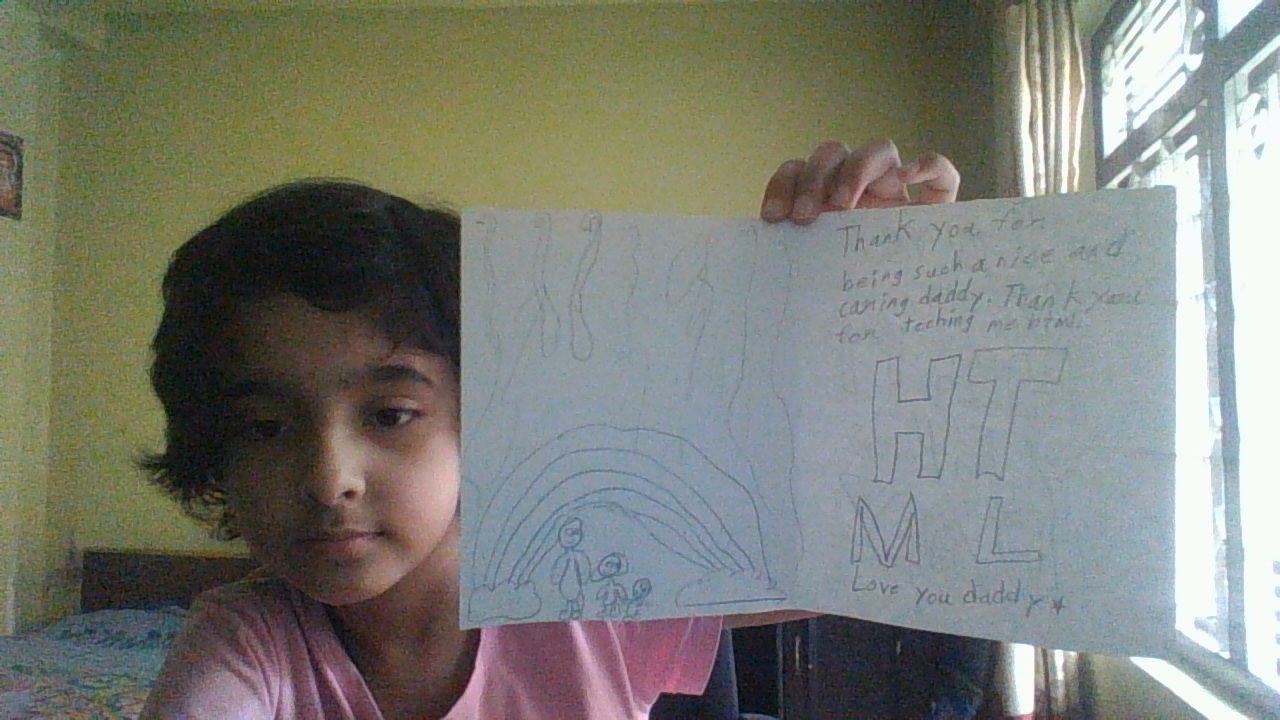 Thank you for
being such a nice and
caring daddy. Thank you
for teching me html.
HT
ML
Love you daddy